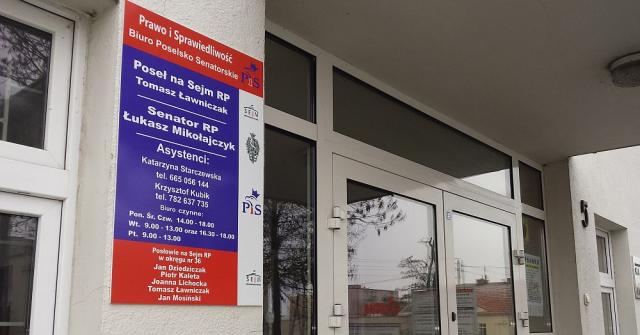 Prawo i Sprawiedliwość
Biuro Poselsko Senatorskie
PiS
Poseł na Sejm RP
Tomasz Ławniczak
SEJM
Senator RP
Łukasz Mikołajczyk
Asystenci:
Katarzyna Starczewska
tel. 665 056 144
Krzysztof Kubik
tel. 782 637 735
PiS
Biuro czynne:
Pon. Śr. Czw. 14.00 - 18.00
Wt. 9.00 - 13.00 oraz 16.30 - 18.00
Pt. 9.00 - 13.00
Posłowie na Sejm RP
w okręgu nr 36
Jan Dziedziczak
Piotr Kaleta
Joanna Lichocka
Tomasz Ławniczak
Jan Mosiński
SEJM
5